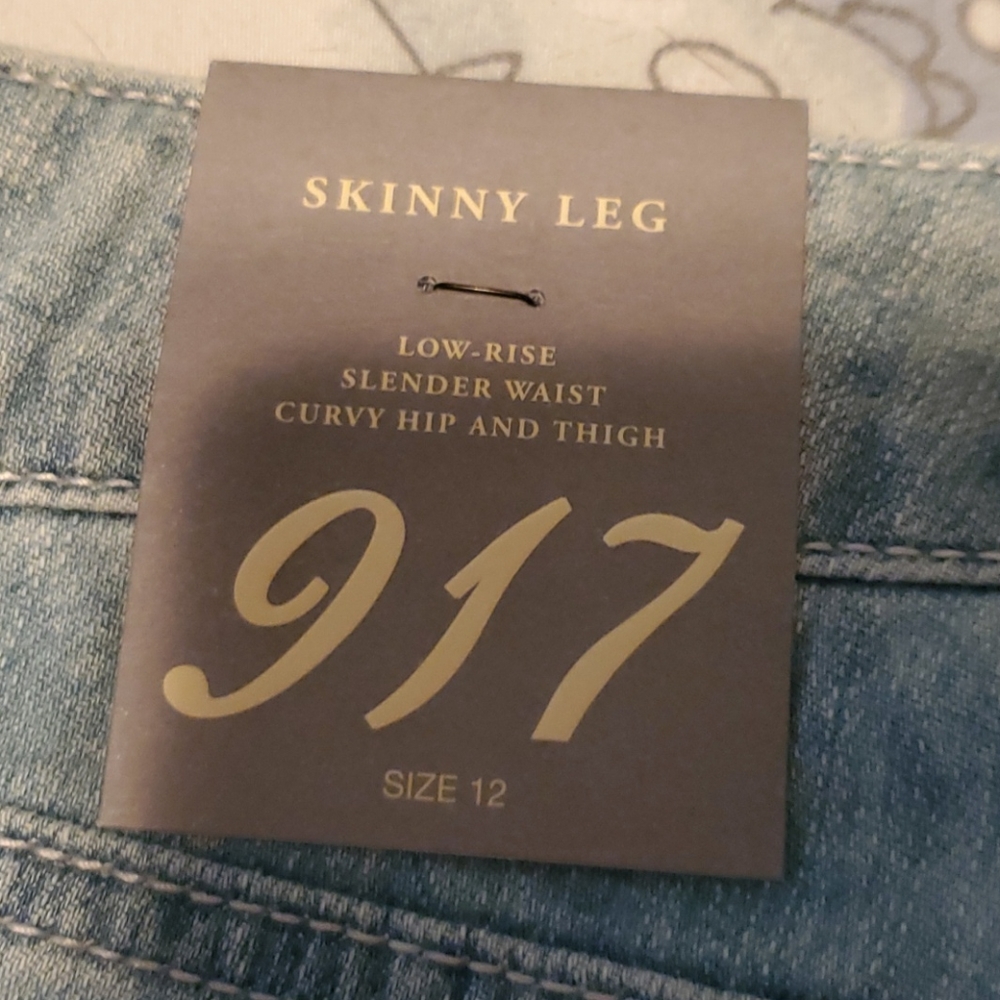 SKINNY LEG
LOW-RISE
SLENDER WAIST
CURVY HIP AND THIGH
917
SIZE 12